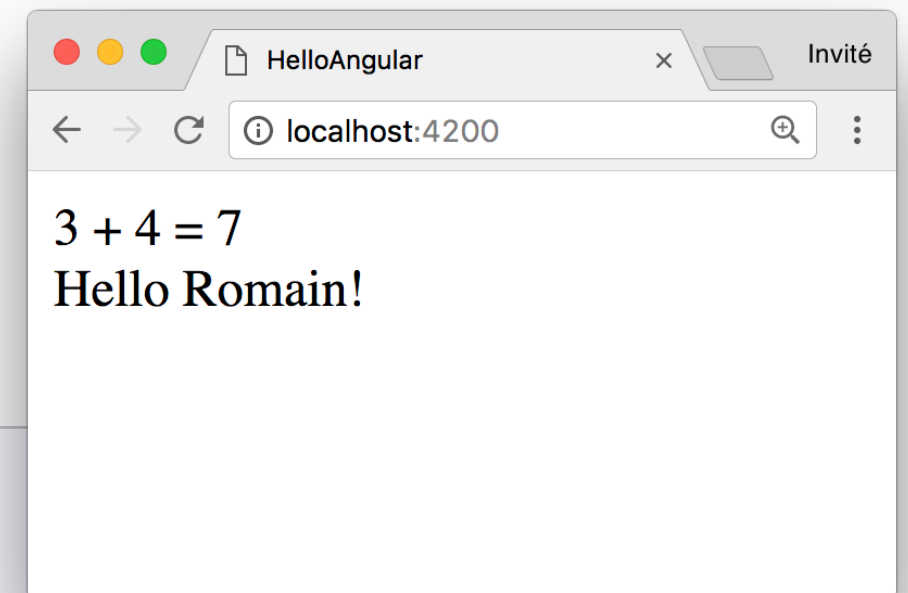 HelloAngular
Invité
localhost:4200
3 + 4 = 7
Hello Romain!